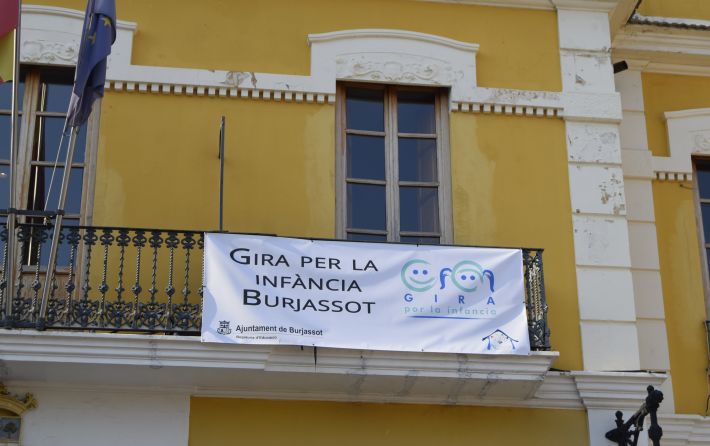 GIRA PER LA
INFÀNCIA
BURJASSOT
Ajuntament de Burjassot
GIRA
por la infancia